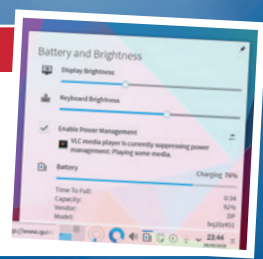 Battery and Brightness
Display Brightness
Keyboard Brightness
Enable Power Management
VLC media player is currently suppressing power
management: Playing some media.
Battery
Charging 76%
Time To Full:
0:34
Capacity:
92%
Vendor:
DP
Model:
bq20z451
23:44